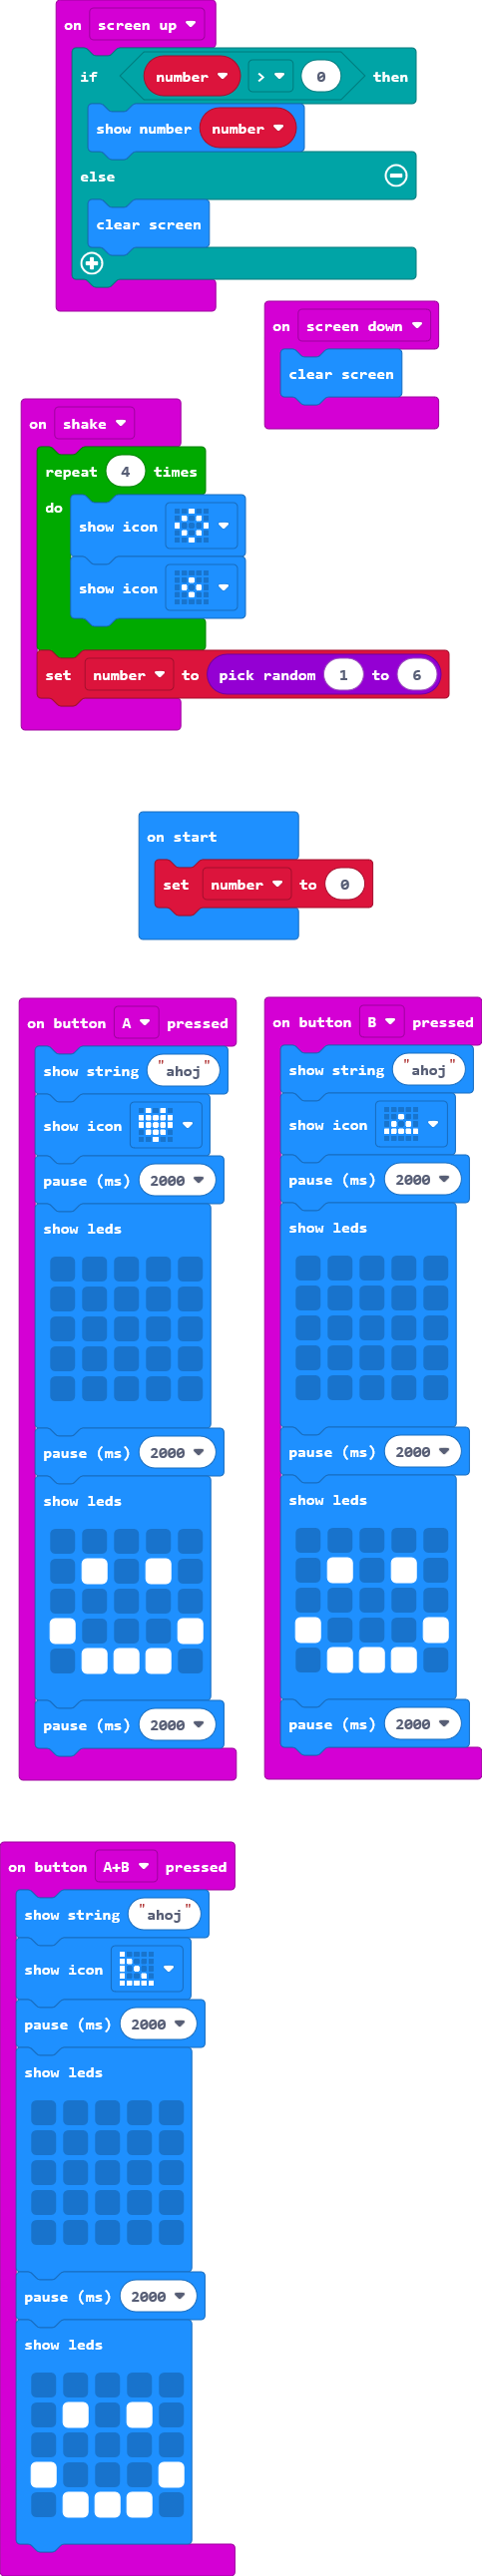 on screen up
if number > 0 then
show number number
else
clear screen
on screen down
clear screen
on shake
repeat 4 times
do
show icon
show icon
set number to pick random 1 to 6
on start
set number to 0
on button A pressed
show string "ahoj"
show icon
pause (ms) 2000
show leds
pause (ms) 2000
show leds
pause (ms) 2000
on button B pressed
show string "ahoj"
show icon
pause (ms) 2000
show leds
pause (ms) 2000
show leds
pause (ms) 2000
on button A+B pressed
show string "ahoj"
show icon
pause (ms) 2000
show leds
pause (ms) 2000
show leds